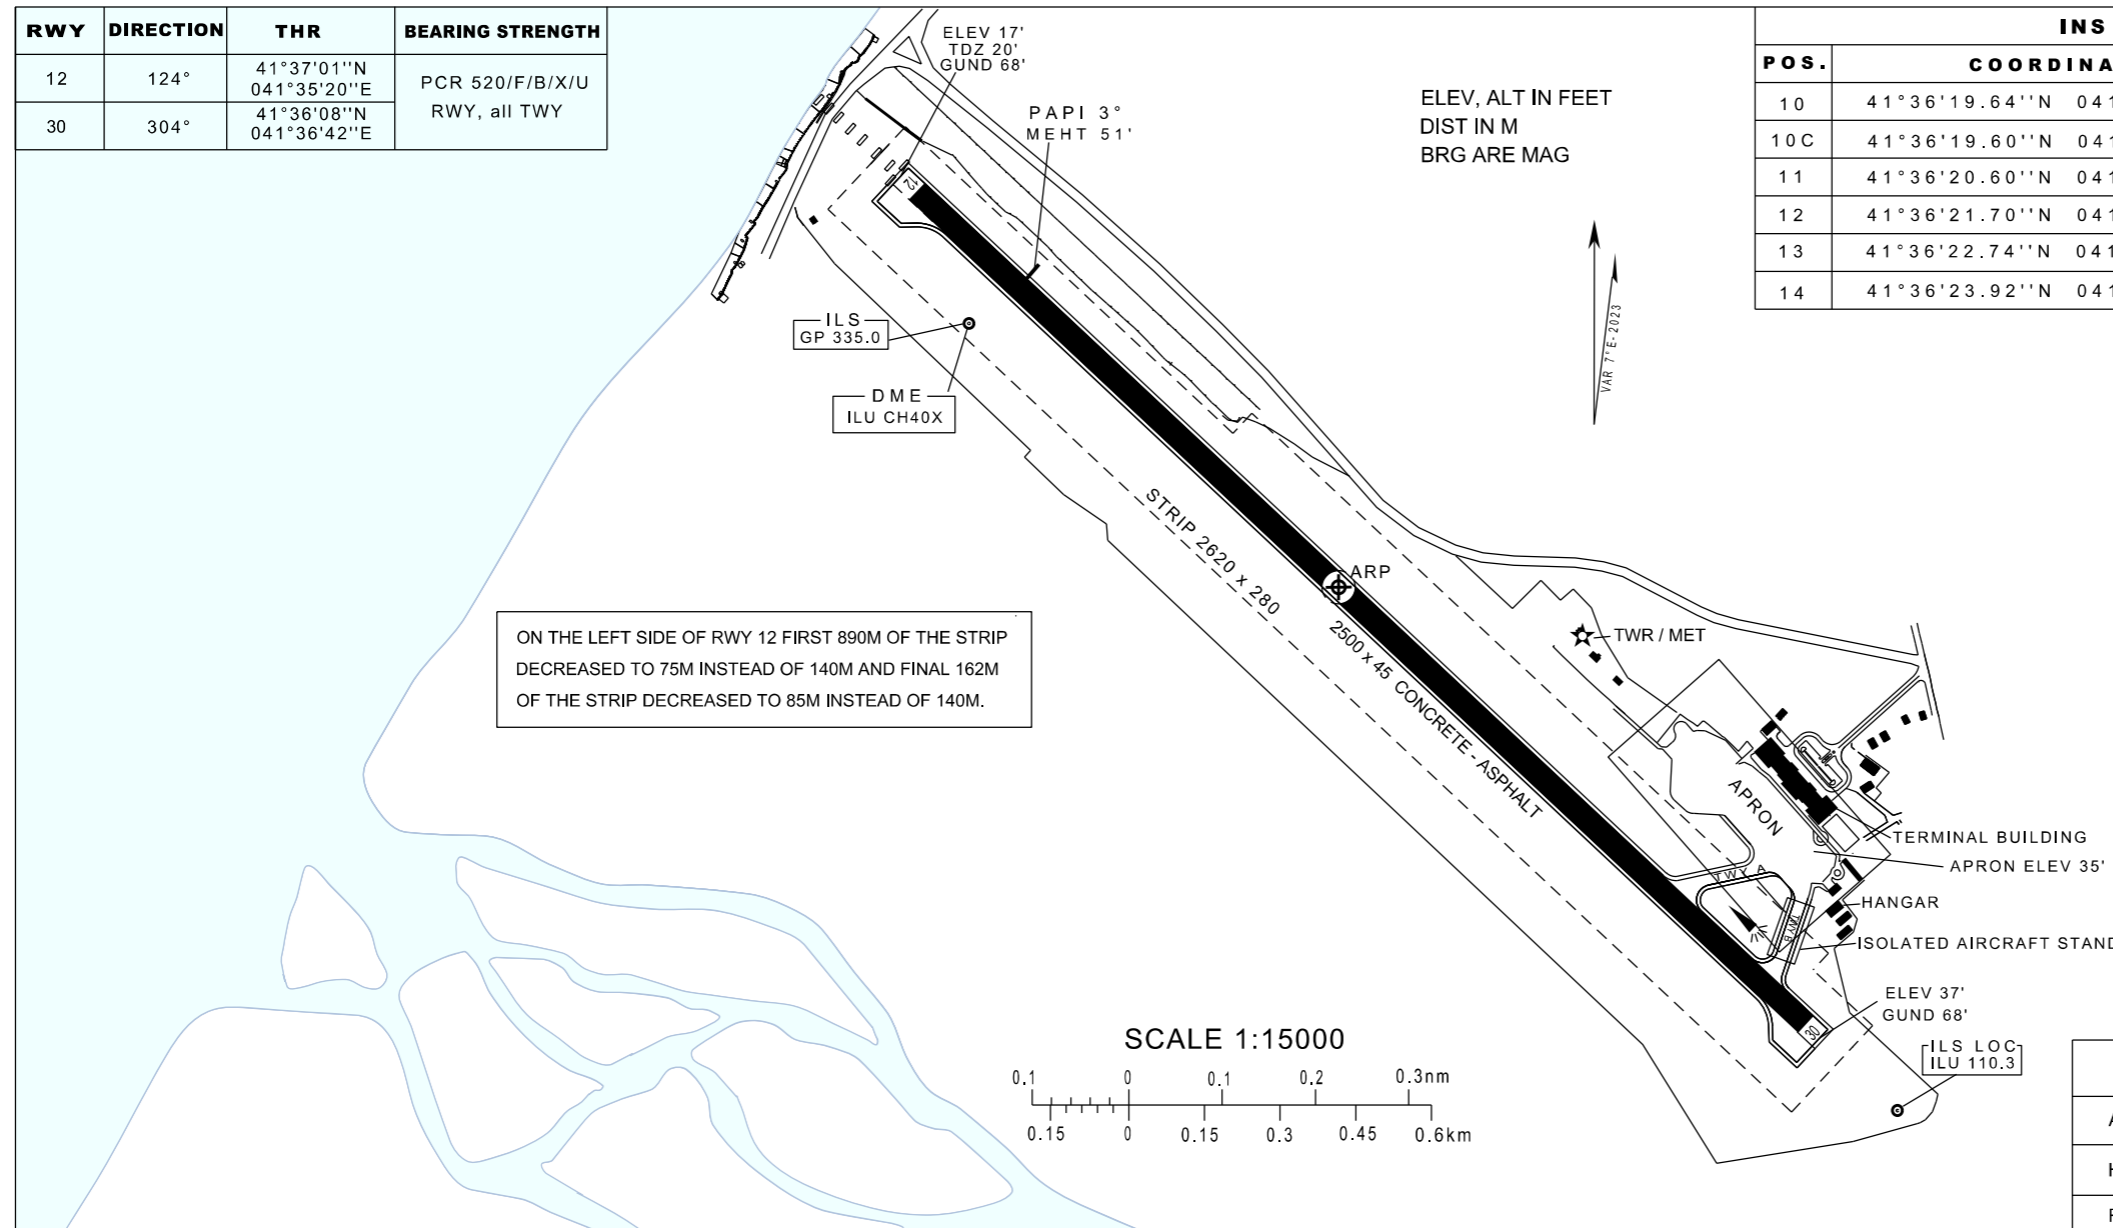 RWY DIRECTION THR BEARING STRENGTH
12 124° 41°37'01''N 041°35'20''E
30 304° 41°36'08''N 041°36'42''E
PCR 520/F/B/X/U
RWY, all TWY
ELEV 17'
TDZ 20'
GUND 68'
PAPI 3°
MEHT 51'
ELEV, ALT IN FEET
DIST IN M
BRG ARE MAG
INS
POS. COORDINA
10 41°36'19.64''N 041
10C 41°36'19.60''N 041
11 41°36'20.60''N 041
12 41°36'21.70''N 041
13 41°36'22.74''N 041
14 41°36'23.92''N 041
VAR 7°E-2023
12
ILS
GP 335.0
DME
ILU CH40X
STRIP 2620 x 280
ARP
2500 x 45 CONCRETE - ASPHALT
TWR / MET
ON THE LEFT SIDE OF RWY 12 FIRST 890M OF THE STRIP
DECREASED TO 75M INSTEAD OF 140M AND FINAL 162M
OF THE STRIP DECREASED TO 85M INSTEAD OF 140M.
APRON
TERMINAL BUILDING
APRON ELEV 35'
TWY A
HANGAR
TWY B
ISOLATED AIRCRAFT STAND
ELEV 37'
GUND 68'
30
ILS LOC
ILU 110.3
SCALE 1:15000
0.1 0 0.1 0.2 0.3nm
0.15 0 0.15 0.3 0.45 0.6km